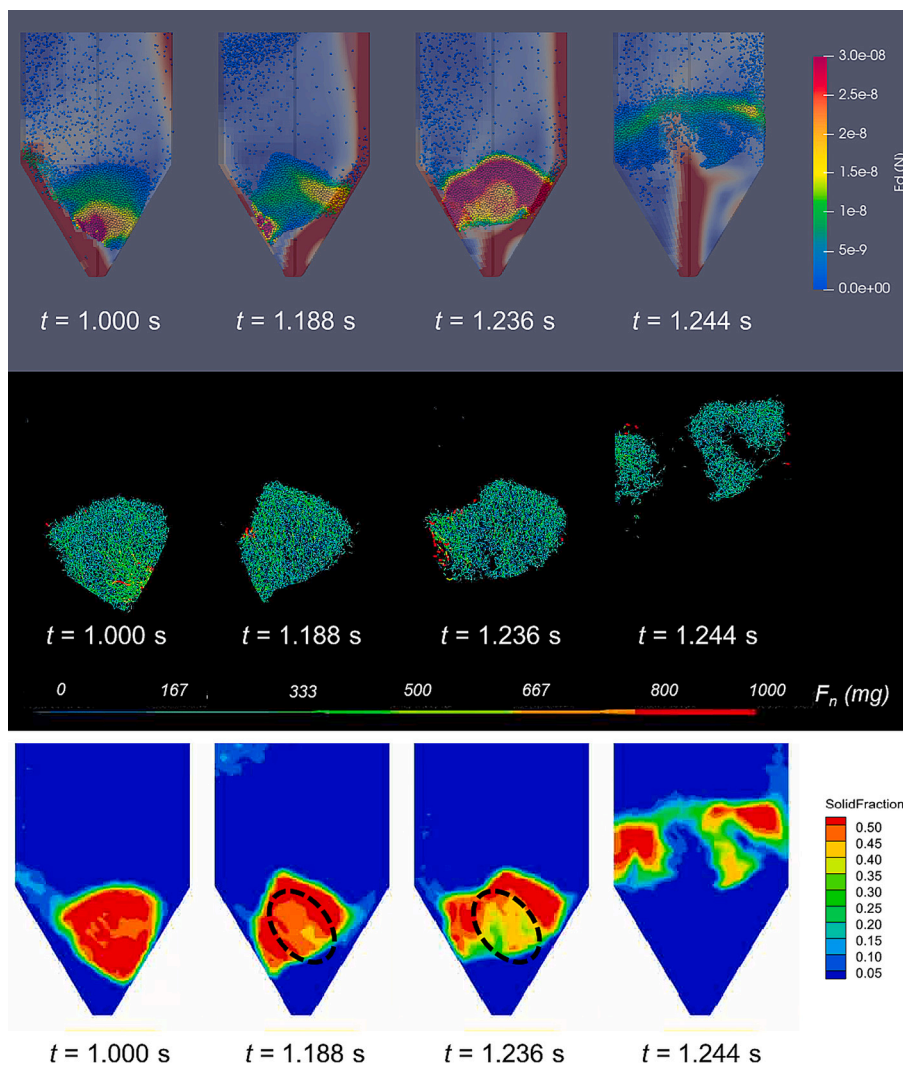 3.0e-08
2.5e-8
2e-8
1.5e-8
1e-8
5e-9
0.0e+00
Fd (N)
t = 1.000 s t = 1.188 s t = 1.236 s t = 1.244 s
t = 1.000 s t = 1.188 s t = 1.236 s t = 1.244 s
0 167 333 500 667 800 1000 Fn (mg)
SolidFraction
0.50
0.45
0.40
0.35
0.30
0.25
0.20
0.15
0.10
0.05
t = 1.000 s t = 1.188 s t = 1.236 s t = 1.244 s